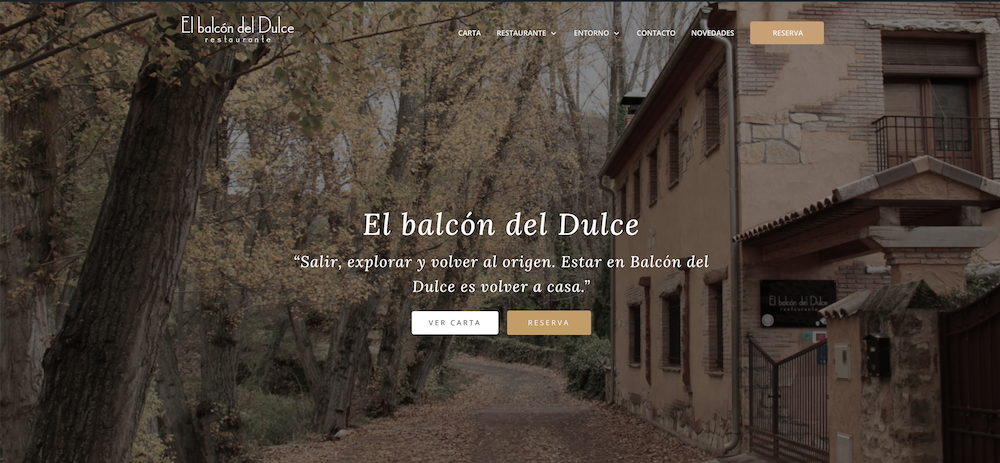 El balcón del Dulce
restaurante
CARTA RESTAURANTE ENTORNO CONTACTO NOVEDADES RESERVA
El balcón del Dulce
“Salir, explorar y volver al origen. Estar en Balcón del
Dulce es volver a casa.”
VER CARTA RESERVA
El balcón del Dulce
restaurante